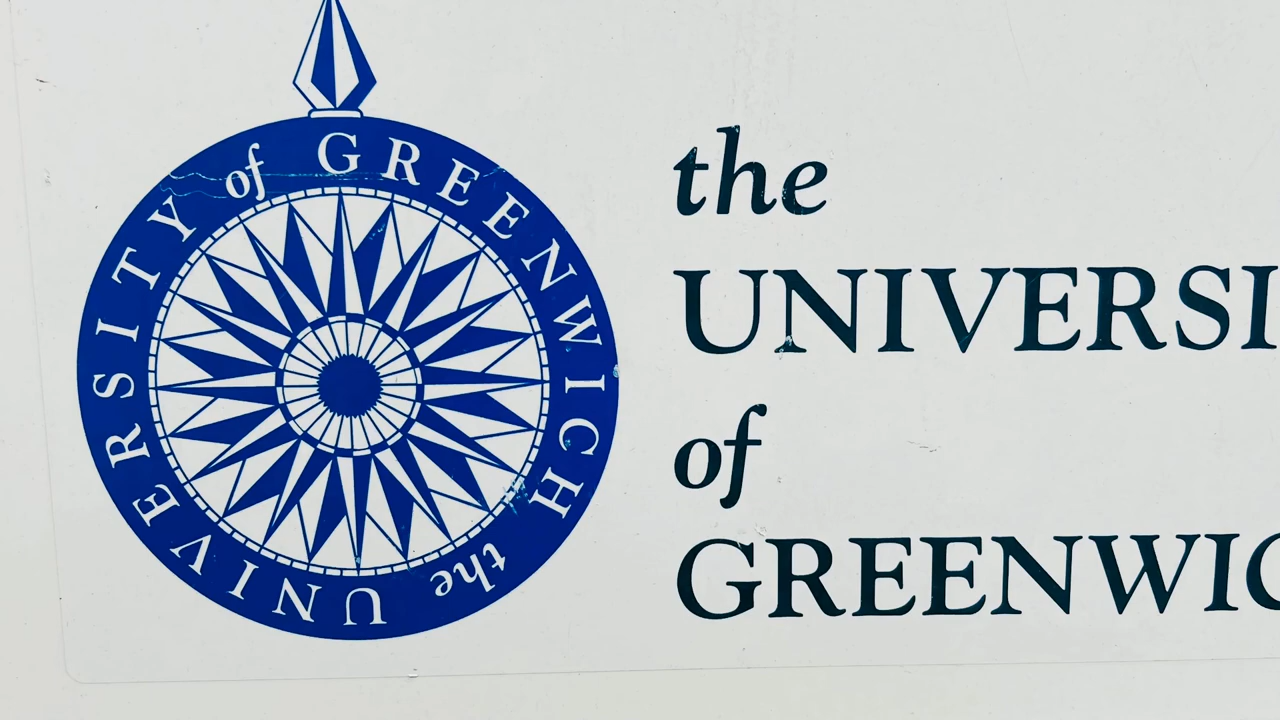 the UNIVERSITY of GREENWICH
the
UNIVERSI
of
GREENWIC